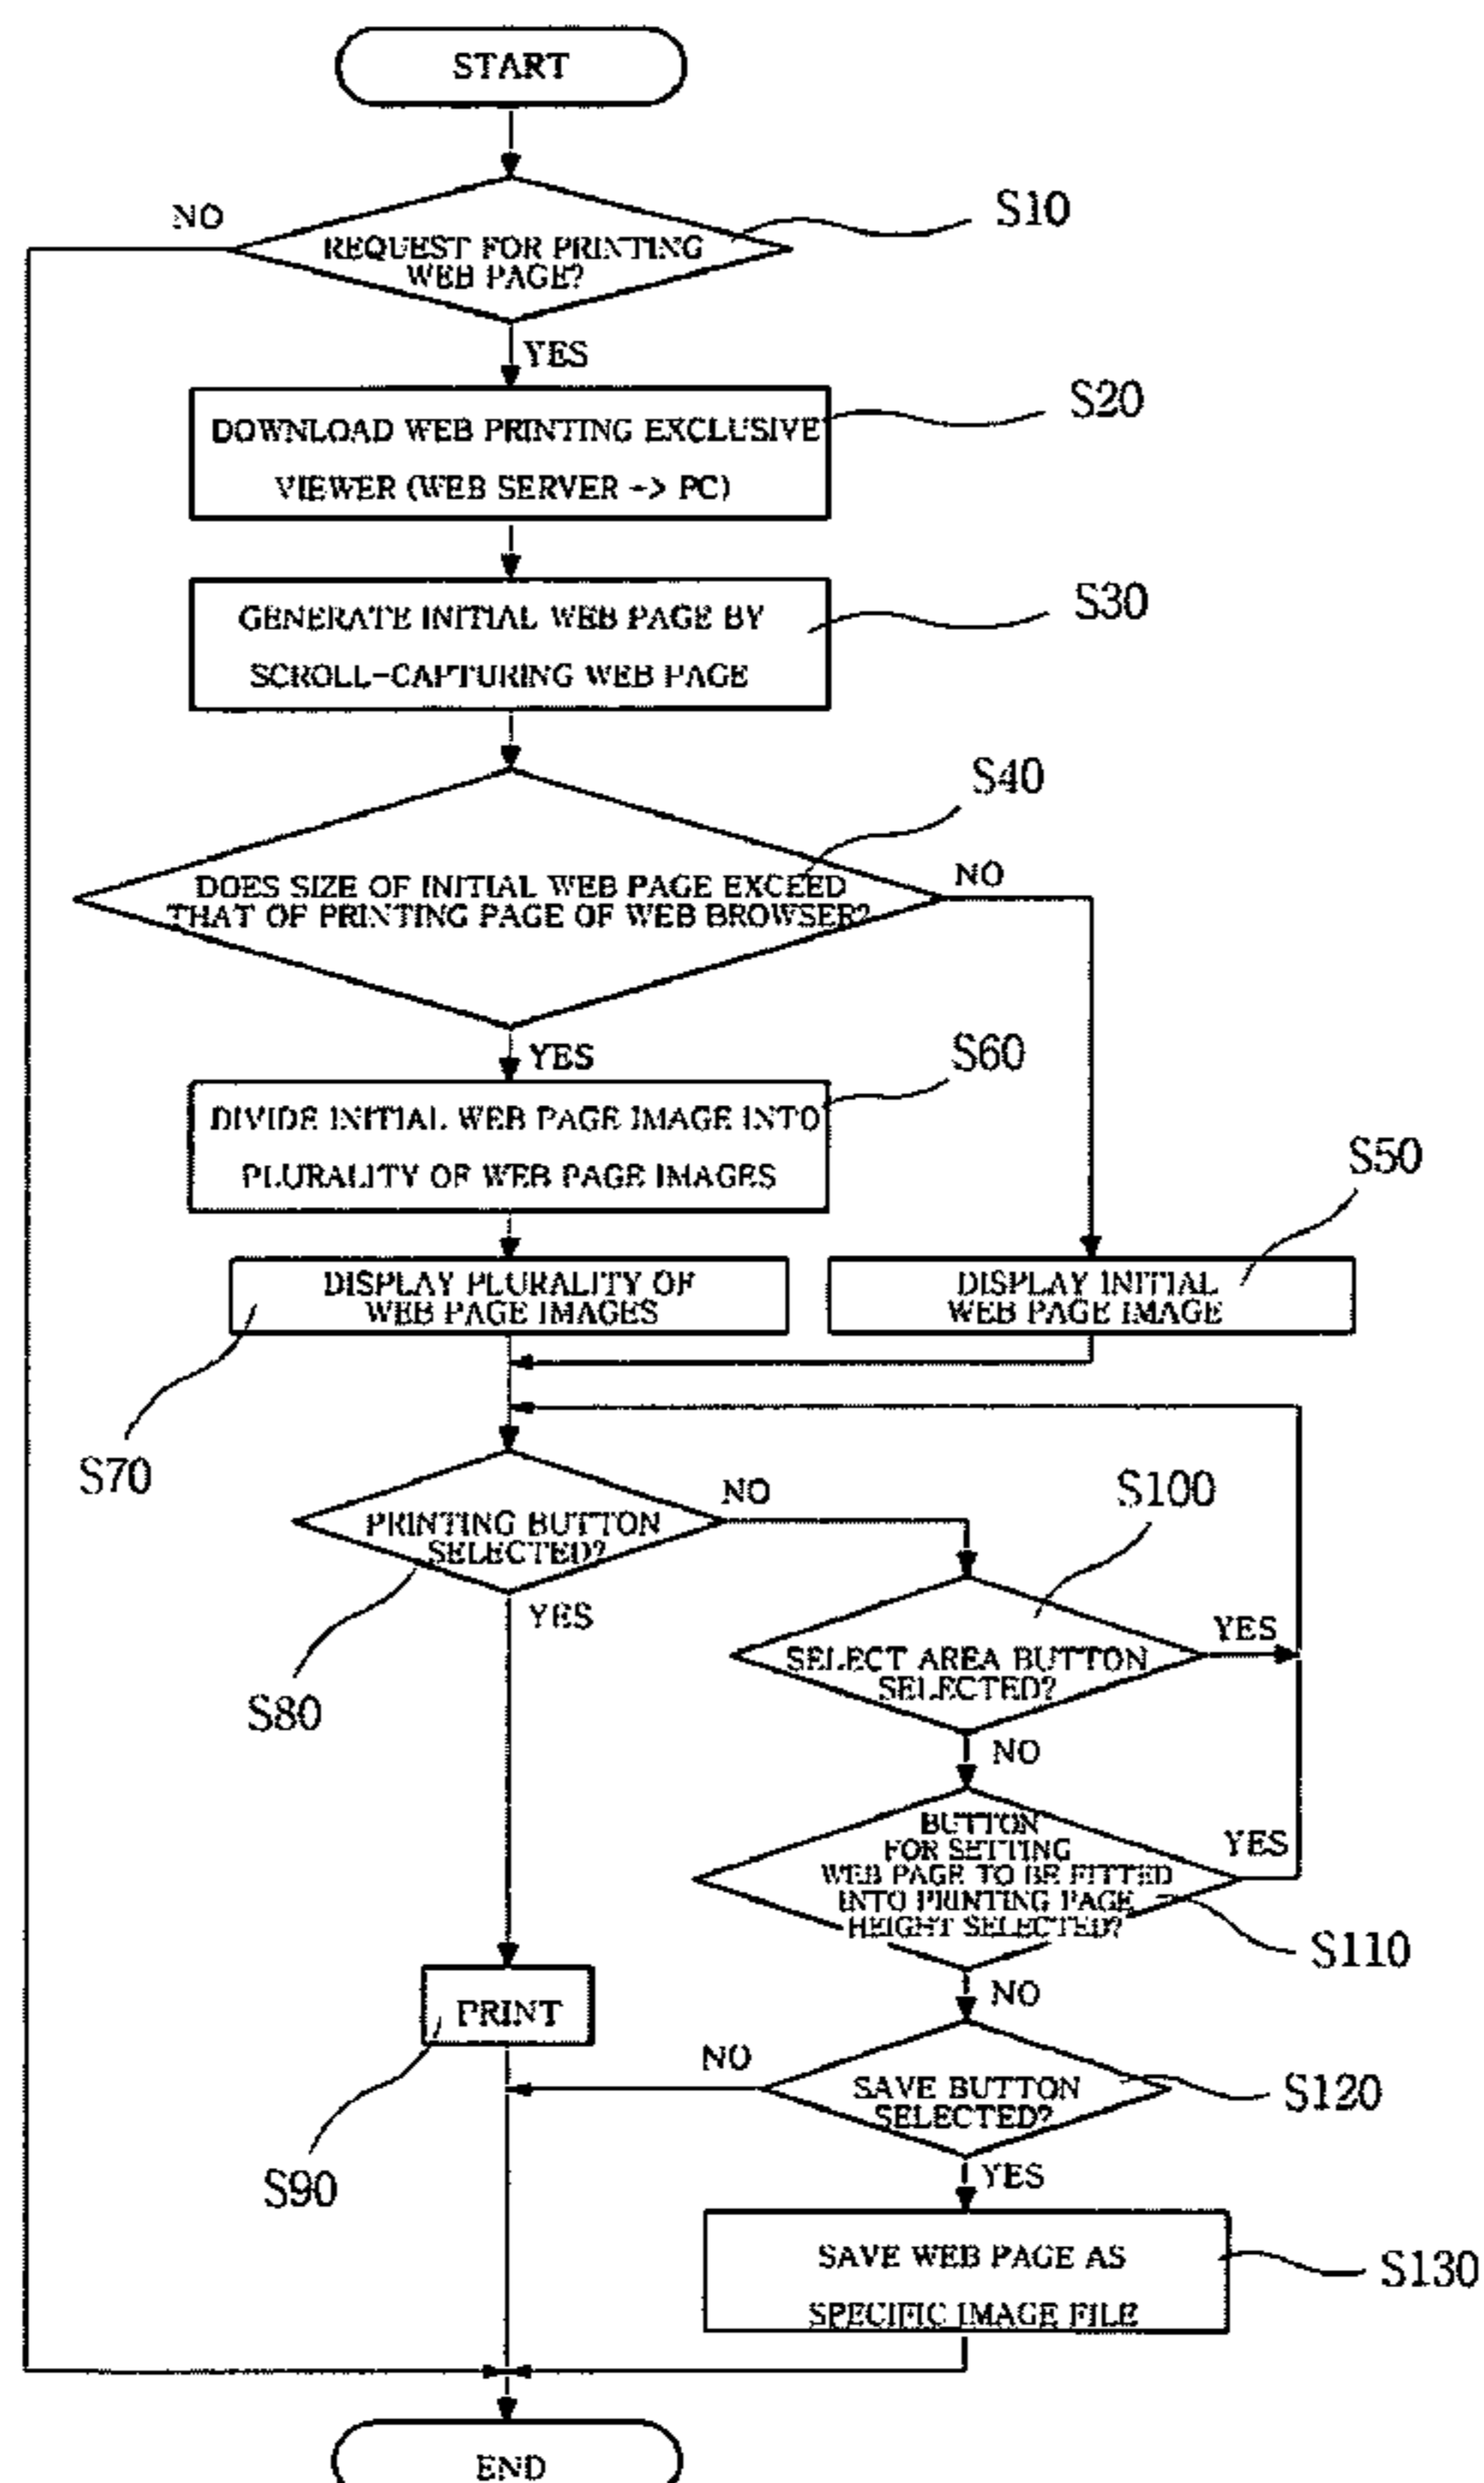 START
NO
S10
REQUEST FOR PRINTING
WEB PAGE?
YES
S20
DOWNLOAD WEB PRINTING EXCLUSIVE
VIEWER (WEB SERVER -> PC)
S30
GENERATE INITIAL WEB PAGE BY
SCROLL-CAPTURING WEB PAGE
S40
NO
DOES SIZE OF INITIAL WEB PAGE EXCEED
THAT OF PRINTING PAGE OF WEB BROWSER?
YES
S60
DIVIDE INITIAL WEB PAGE IMAGE INTO
PLURALITY OF WEB PAGE IMAGES
S50
DISPLAY PLURALITY OF
WEB PAGE IMAGES
DISPLAY INITIAL
WEB PAGE IMAGE
S70
NO
S100
PRINTING BUTTON
SELECTED?
YES
S80
YES
SELECT AREA BUTTON
SELECTED?
NO
BUTTON
FOR SETTING
WEB PAGE TO BE FITTED
INTO PRINTING PAGE
HEIGHT SELECTED?
YES
S110
NO
PRINT
S90
NO
SAVE BUTTON
SELECTED?
S120
YES
SAVE WEB PAGE AS
SPECIFIC IMAGE FILE
S130
END